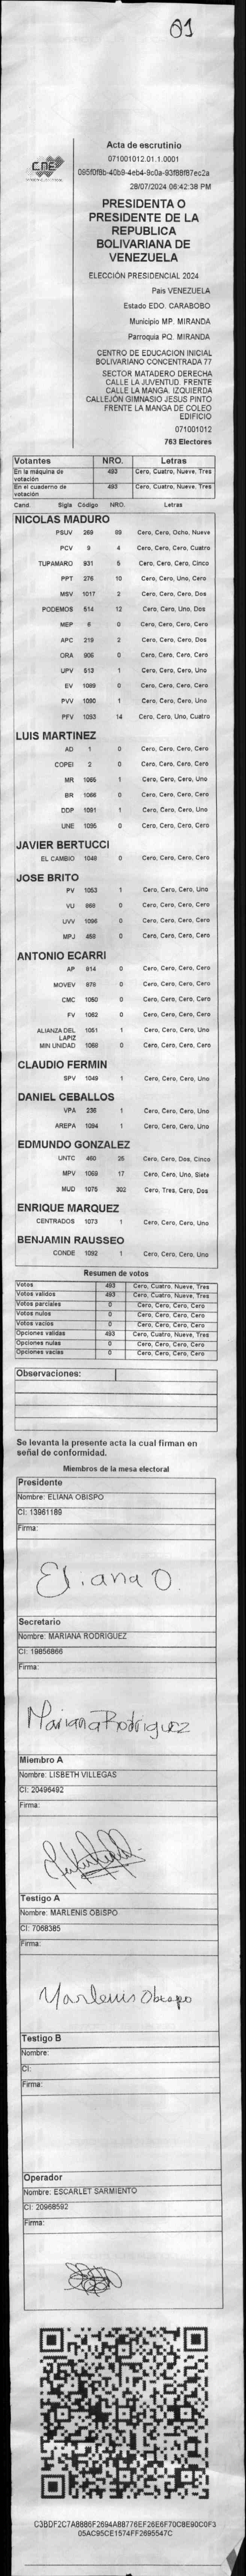 01
CNE
Acta de escrutinio
071001012.01.1.0001
095f0f8b-40b9-4eb4-9c0a-93f88f87ec2a
28/07/2024 06:42:38 PM
PRESIDENTA O
PRESIDENTE DE LA
REPUBLICA
BOLIVARIANA DE
VENEZUELA
ELECCIÓN PRESIDENCIAL 2024
Pais VENEZUELA
Estado EDO. CARABOBO
Municipio MP. MIRANDA
Parroquia PQ. MIRANDA
CENTRO DE EDUCACION INICIAL
BOLIVARIANO CONCENTRADA 77
SECTOR MATADERO DERECHA
CALLE LA JUVENTUD. FRENTE
CALLE LA MANGA. IZQUIERDA
CALLEJÓN GIMNASIO JESUS PINTO
FRENTE LA MANGA DE COLEO
EDIFICIO
071001012
763 Electores
Votantes NRO. Letras
En la máquina de votación 493 Cero, Cuatro, Nueve, Tres
En el cuaderno de votación 493 Cero, Cuatro, Nueve, Tres
Cand. Sigla Código NRO. Letras
NICOLAS MADURO
PSUV 269 89 Cero, Cero, Ocho, Nueve
PCV 9 4 Cero, Cero, Cero, Cuatro
TUPAMARO 931 5 Cero, Cero, Cero, Cinco
PPT 276 10 Cero, Cero, Uno, Cero
MSV 1017 2 Cero, Cero, Cero, Dos
PODEMOS 514 12 Cero, Cero, Uno, Dos
MEP 6 0 Cero, Cero, Cero, Cero
APC 219 2 Cero, Cero, Cero, Dos
ORA 906 0 Cero, Cero, Cero, Cero
UPV 513 1 Cero, Cero, Cero, Uno
EV 1089 0 Cero, Cero, Cero, Cero
PVV 1080 1 Cero, Cero, Cero, Uno
PFV 1093 14 Cero, Cero, Uno, Cuatro
LUIS MARTINEZ
AD 1 0 Cero, Cero, Cero, Cero
COPEI 2 0 Cero, Cero, Cero, Cero
MR 1065 1 Cero, Cero, Cero, Uno
BR 1066 0 Cero, Cero, Cero, Cero
DDP 1091 1 Cero, Cero, Cero, Uno
UNE 1095 0 Cero, Cero, Cero, Cero
JAVIER BERTUCCI
EL CAMBIO 1048 0 Cero, Cero, Cero, Cero
JOSE BRITO
PV 1053 1 Cero, Cero, Cero, Uno
VU 868 0 Cero, Cero, Cero, Cero
UVV 1096 0 Cero, Cero, Cero, Cero
MPJ 458 0 Cero, Cero, Cero, Cero
ANTONIO ECARRI
AP 914 0 Cero, Cero, Cero, Cero
MOVEV 979 0 Cero, Cero, Cero, Cero
CMC 1050 0 Cero, Cero, Cero, Cero
FV 1052 0 Cero, Cero, Cero, Cero
ALIANZA DEL LAPIZ 1051 1 Cero, Cero, Cero, Uno
MIN UNIDAD 1068 0 Cero, Cero, Cero, Cero
CLAUDIO FERMIN
SPV 1049 1 Cero, Cero, Cero, Uno
DANIEL CEBALLOS
VPA 236 1 Cero, Cero, Cero, Uno
AREPA 1094 1 Cero, Cero, Cero, Uno
EDMUNDO GONZALEZ
UNTC 460 25 Cero, Cero, Dos, Cinco
MPV 1069 17 Cero, Cero, Uno, Siete
MUD 1075 302 Cero, Tres, Cero, Dos
ENRIQUE MARQUEZ
CENTRADOS 1073 1 Cero, Cero, Cero, Uno
BENJAMIN RAUSSEO
CONDE 1092 1 Cero, Cero, Cero, Uno
Resumen de votos
Votos 493 Cero, Cuatro, Nueve, Tres
Votos validos 493 Cero, Cuatro, Nueve, Tres
Votos parciales 0 Cero, Cero, Cero, Cero
Votos nulos 0 Cero, Cero, Cero, Cero
Votos vacios 0 Cero, Cero, Cero, Cero
Opciones validas 493 Cero, Cuatro, Nueve, Tres
Opciones nulas 0 Cero, Cero, Cero, Cero
Opciones vacias 0 Cero, Cero, Cero, Cero
Observaciones:
Se levanta la presente acta la cual firman en
señal de conformidad.
Miembros de la mesa electoral
Presidente
Nombre: ELIANA OBISPO
CI: 13961189
Firma:
Eliana O.
Secretario
Nombre: MARIANA RODRIGUEZ
CI: 19856866
Firma:
Mariana Rodriguez
Miembro A
Nombre: LISBETH VILLEGAS
CI: 20496492
Firma:
Testigo A
Nombre: MARLENIS OBISPO
CI: 7068385
Firma:
Marlenis Obispo
Testigo B
Nombre:
CI:
Firma:
Operador
Nombre: ESCARLET SARMIENTO
CI: 20968592
Firma:
C3BDF2C7A8885F2694A88776EF26E6F70C8E90C0F3
05AC95CE1574FF2695547C